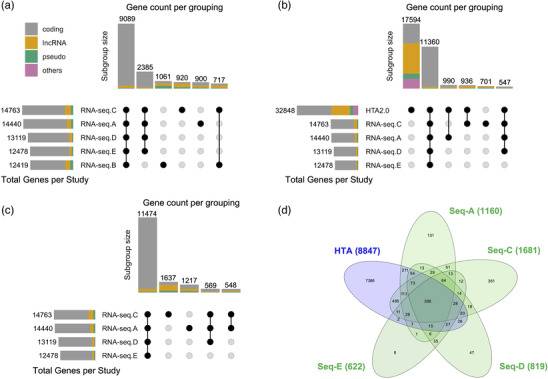 (a)
Gene count per grouping
coding
lncRNA
pseudo
others
Subgroup size
9089
2385
1061
920
900
717
14763 RNA-seq.C
14440 RNA-seq.A
13119 RNA-seq.D
12478 RNA-seq.E
12419 RNA-seq.B
Total Genes per Study
(b)
Gene count per grouping
Subgroup size
17594
11360
990
936
701
547
32848 HTA2.0
14763 RNA-seq.C
14440 RNA-seq.A
13119 RNA-seq.D
12478 RNA-seq.E
Total Genes per Study
(c)
Gene count per grouping
Subgroup size
11474
1637
1217
569
548
14763 RNA-seq.C
14440 RNA-seq.A
13119 RNA-seq.D
12478 RNA-seq.E
Total Genes per Study
(d)
Seq-A (1160)
HTA (8847)
Seq-C (1681)
Seq-E (622)
Seq-D (819)
47